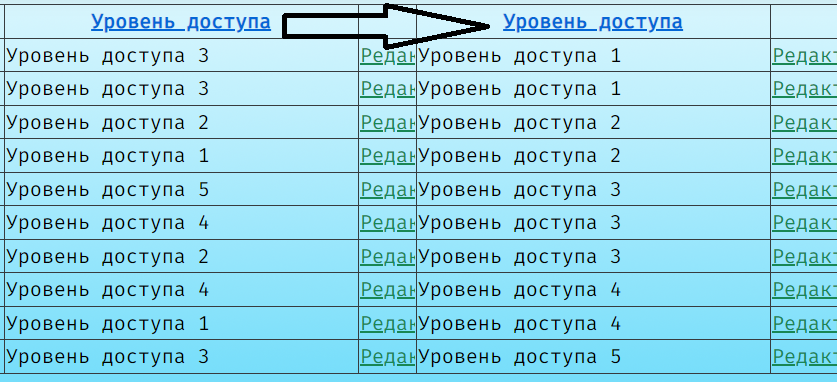 Уровень доступа Уровень доступа
Уровень доступа 3 Редак Уровень доступа 1 Редакт
Уровень доступа 3 Редак Уровень доступа 1 Редакт
Уровень доступа 2 Редак Уровень доступа 2 Редакт
Уровень доступа 1 Редак Уровень доступа 2 Редакт
Уровень доступа 5 Редак Уровень доступа 3 Редакт
Уровень доступа 4 Редак Уровень доступа 3 Редакт
Уровень доступа 2 Редак Уровень доступа 3 Редакт
Уровень доступа 4 Редак Уровень доступа 4 Редакт
Уровень доступа 1 Редак Уровень доступа 4 Редакт
Уровень доступа 3 Редак Уровень доступа 5 Редакт